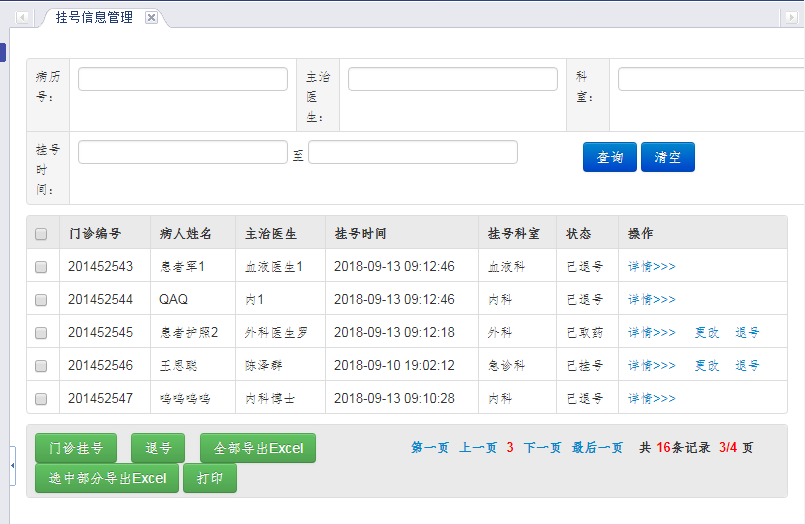 挂号信息管理
病历号： 主治医生： 科室：
挂号时间： 至 查询 清空
门诊编号 病人姓名 主治医生 挂号时间 挂号科室 状态 操作
201452543 患者军1 血液医生1 2018-09-13 09:12:46 血液科 已退号 详情>>>
201452544 QAQ 内1 2018-09-13 09:12:46 内科 已退号 详情>>>
201452545 患者护照2 外科医生罗 2018-09-13 09:12:18 外科 已取药 详情>>> 更改 退号
201452546 王思聪 陈泽群 2018-09-10 19:02:12 急诊科 已挂号 详情>>> 更改 退号
201452547 呜呜呜呜 内科博士 2018-09-13 09:10:28 内科 已退号 详情>>>
门诊挂号 退号 全部导出Excel 第一页 上一页 3 下一页 最后一页 共 16条记录 3/4 页
选中部分导出Excel 打印